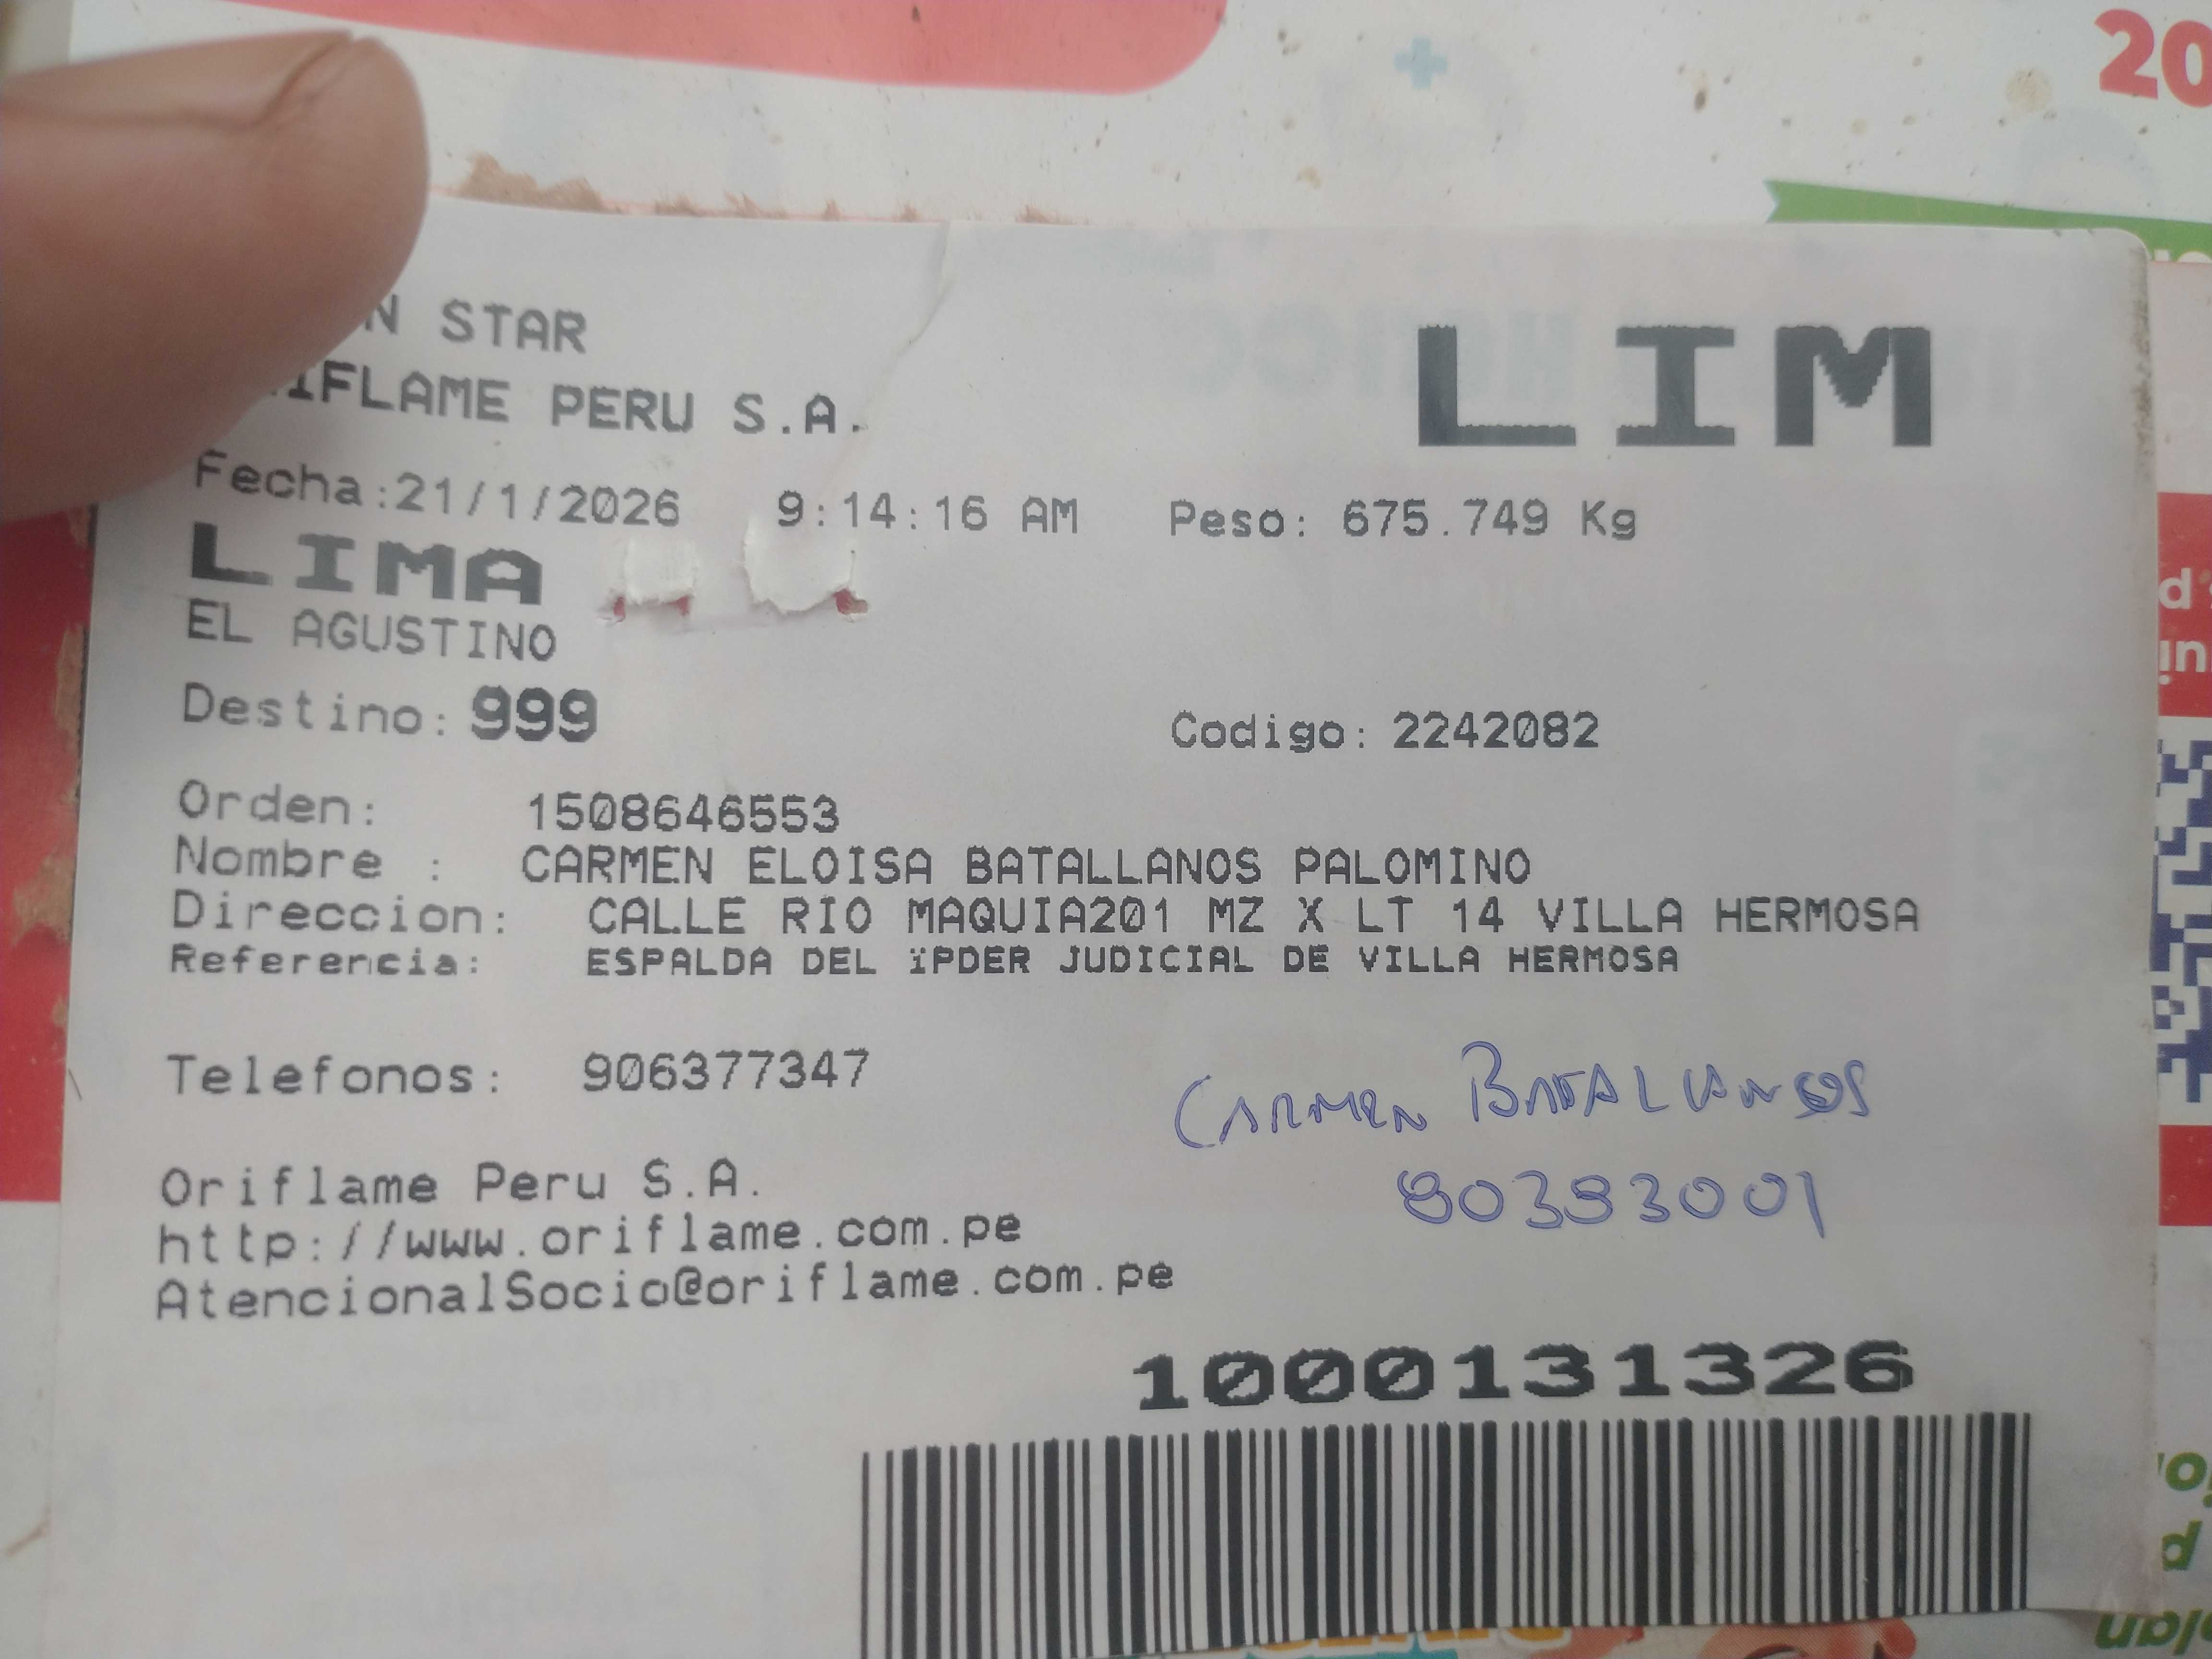 STAR
PERU S.A.
LIM
Fecha:21/1/2026 9:14:16 AM Peso: 675.749 Kg
LIMA
EL AGUSTINO
Destino: 999 Codigo: 2242082
Orden: 1508646553
Nombre : CARMEN ELOISA BATALLANOS PALOMINO
Direccion: CALLE RIO MAQUIA201 MZ X LT 14 VILLA HERMOSA
Referencia: ESPALDA DEL ïPDER JUDICIAL DE VILLA HERMOSA
Telefonos: 906377347
CARMEN BATALLANOS
80383001
Oriflame Peru S.A.
http://www.oriflame.com.pe
AtencionalSocio@oriflame.com.pe
1000131326
20